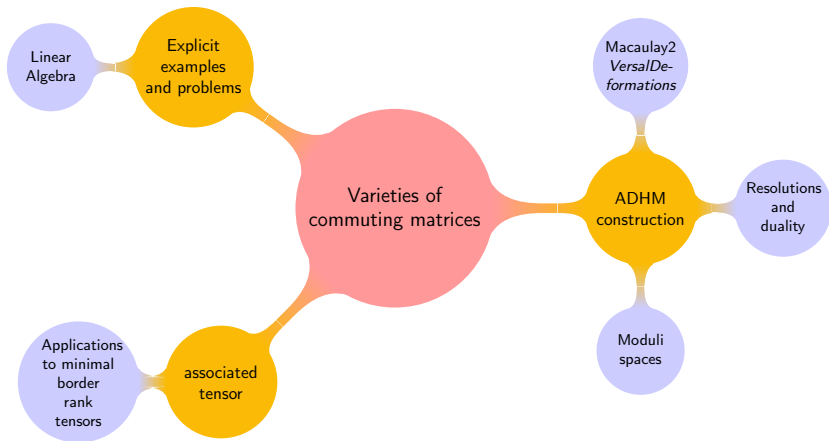 Linear
Algebra
Explicit
examples
and problems
Varieties of
commuting matrices
Macaulay2
VersalDe-
formations
ADHM
construction
Resolutions
and
duality
Moduli
spaces
Applications
to minimal
border
rank
tensors
associated
tensor